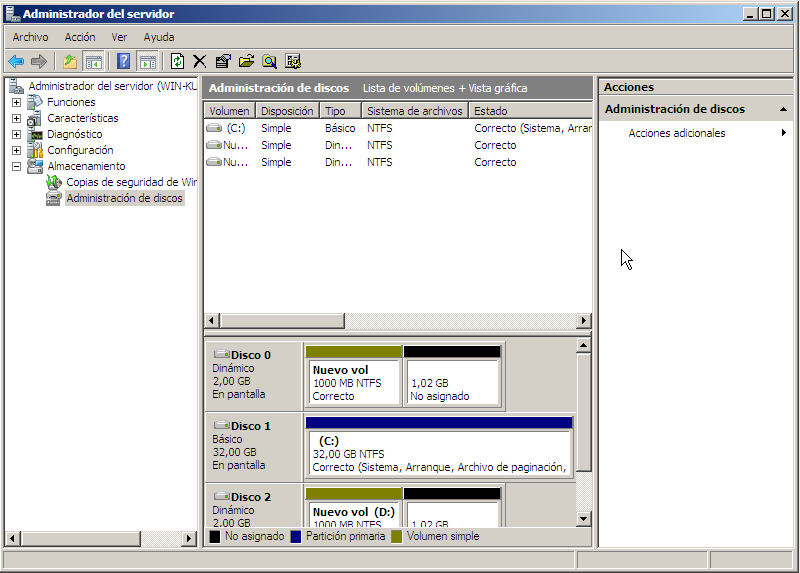 Administrador del servidor
Archivo Acción Ver Ayuda
Administrador del servidor (WIN-KU
Funciones
Características
Diagnóstico
Configuración
Almacenamiento
Copias de seguridad de Wir
Administración de discos
Administración de discos Lista de volúmenes + Vista gráfica
Volumen Disposición Tipo Sistema de archivos Estado
(C:) Simple Básico NTFS Correcto (Sistema, Arran
Nu... Simple Din... NTFS Correcto
Nu... Simple Din... NTFS Correcto
Disco 0
Dinámico
2,00 GB
En pantalla
Nuevo vol
1000 MB NTFS
Correcto
1,02 GB
No asignado
Disco 1
Básico
32,00 GB
En pantalla
(C:)
32,00 GB NTFS
Correcto (Sistema, Arranque, Archivo de paginación,
Disco 2
Dinámico
2,00 GB
Nuevo vol (D:)
1000 MB NTFS
1,02 GB
No asignado Partición primaria Volumen simple
Acciones
Administración de discos
Acciones adicionales